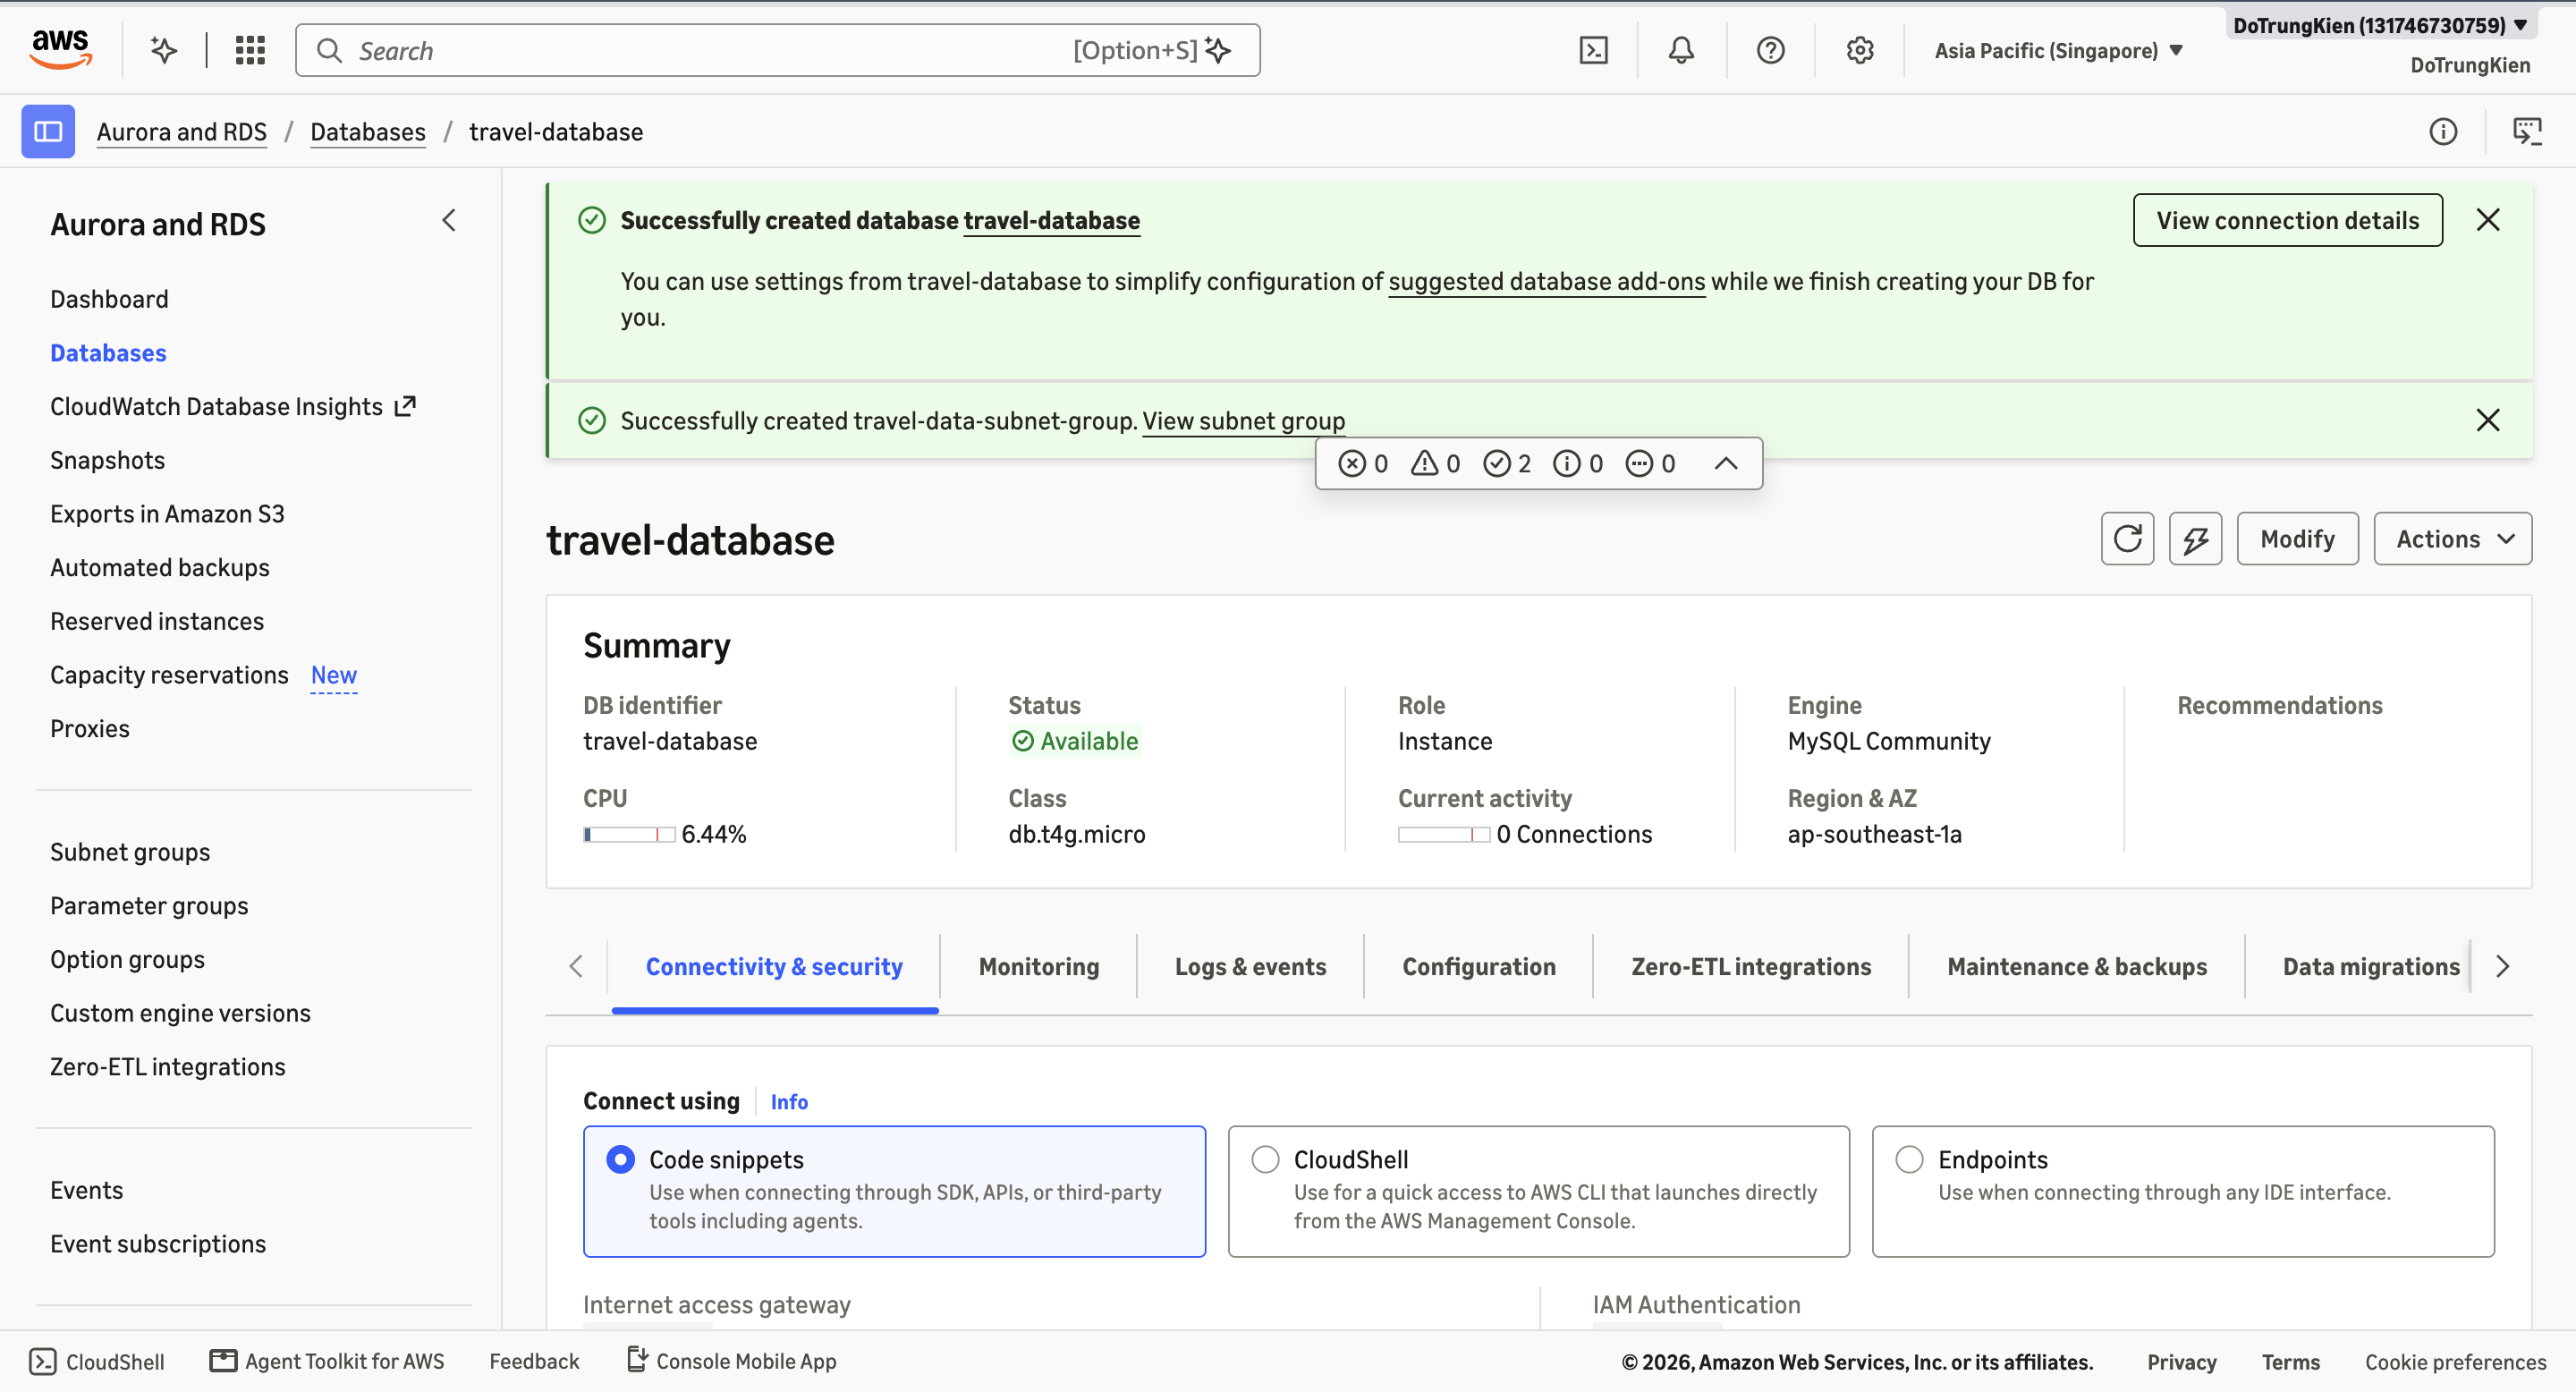 aws
Search
[Option+S]
Asia Pacific (Singapore)
DoTrungKien (131746730759)
DoTrungKien
Aurora and RDS / Databases / travel-database
Aurora and RDS
Dashboard
Databases
CloudWatch Database Insights
Snapshots
Exports in Amazon S3
Automated backups
Reserved instances
Capacity reservations New
Proxies
Subnet groups
Parameter groups
Option groups
Custom engine versions
Zero-ETL integrations
Events
Event subscriptions
Successfully created database travel-database
View connection details
You can use settings from travel-database to simplify configuration of suggested database add-ons while we finish creating your DB for
you.
Successfully created travel-data-subnet-group. View subnet group
0 0 2 0 0
travel-database
Modify
Actions
Summary
DB identifier
travel-database
Status
Available
Role
Instance
Engine
MySQL Community
Recommendations
CPU
6.44%
Class
db.t4g.micro
Current activity
0 Connections
Region & AZ
ap-southeast-1a
Connectivity & security
Monitoring
Logs & events
Configuration
Zero-ETL integrations
Maintenance & backups
Data migrations
Connect using
Info
Code snippets
Use when connecting through SDK, APIs, or third-party
tools including agents.
CloudShell
Use for a quick access to AWS CLI that launches directly
from the AWS Management Console.
Endpoints
Use when connecting through any IDE interface.
Internet access gateway
IAM Authentication
CloudShell
Agent Toolkit for AWS
Feedback
Console Mobile App
© 2026, Amazon Web Services, Inc. or its affiliates.
Privacy
Terms
Cookie preferences